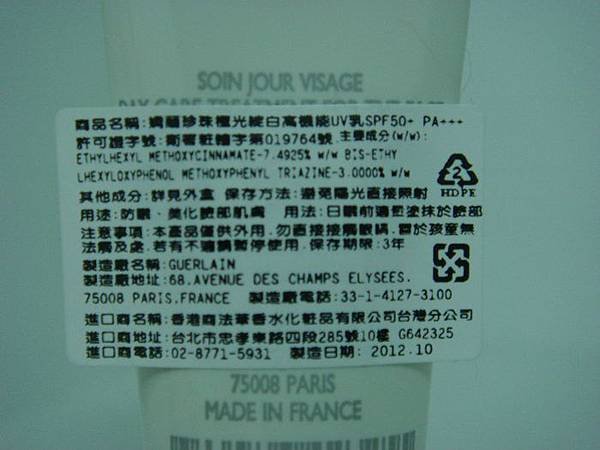 SOIN JOUR VISAGE
DAY CARE TREATMENT FOR THE FACE
商品名稱:嬌蘭珍珠極光綻白高機能UV乳SPF50+ PA+++
許可證字號:衛署粧輸字第019764號 主要成分(w/w):
ETHYLHEXYL METHOXYCINNAMATE-7.4925% w/w BIS-ETHY
LHEXYLOXYPHENOL METHOXYPHENYL TRIAZINE-3.0000% w/w
其他成分:詳見外盒 保存方法:避免陽光直接照射
2
HDPE
用途:防曬、美化臉部肌膚 用法:日曬前適量塗抹於臉部
注意事項:本產品僅供外用.勿直接接觸眼睛.置於孩童無
法觸及處.若有不適請暫停使用.保存期限:3年
製造廠名稱:GUERLAIN
製造廠地址:68.AVENUE DES CHAMPS ELYSEES.
75008 PARIS.FRANCE 製造廠電話:33-1-4127-3100
進口商名稱:香港商法華香水化粧品有限公司台灣分公司
進口商地址:台北市忠孝東路四段285號10樓 G642325
進口商電話:02-8771-5931 製造日期: 2012.10
75008 PARIS
MADE IN FRANCE